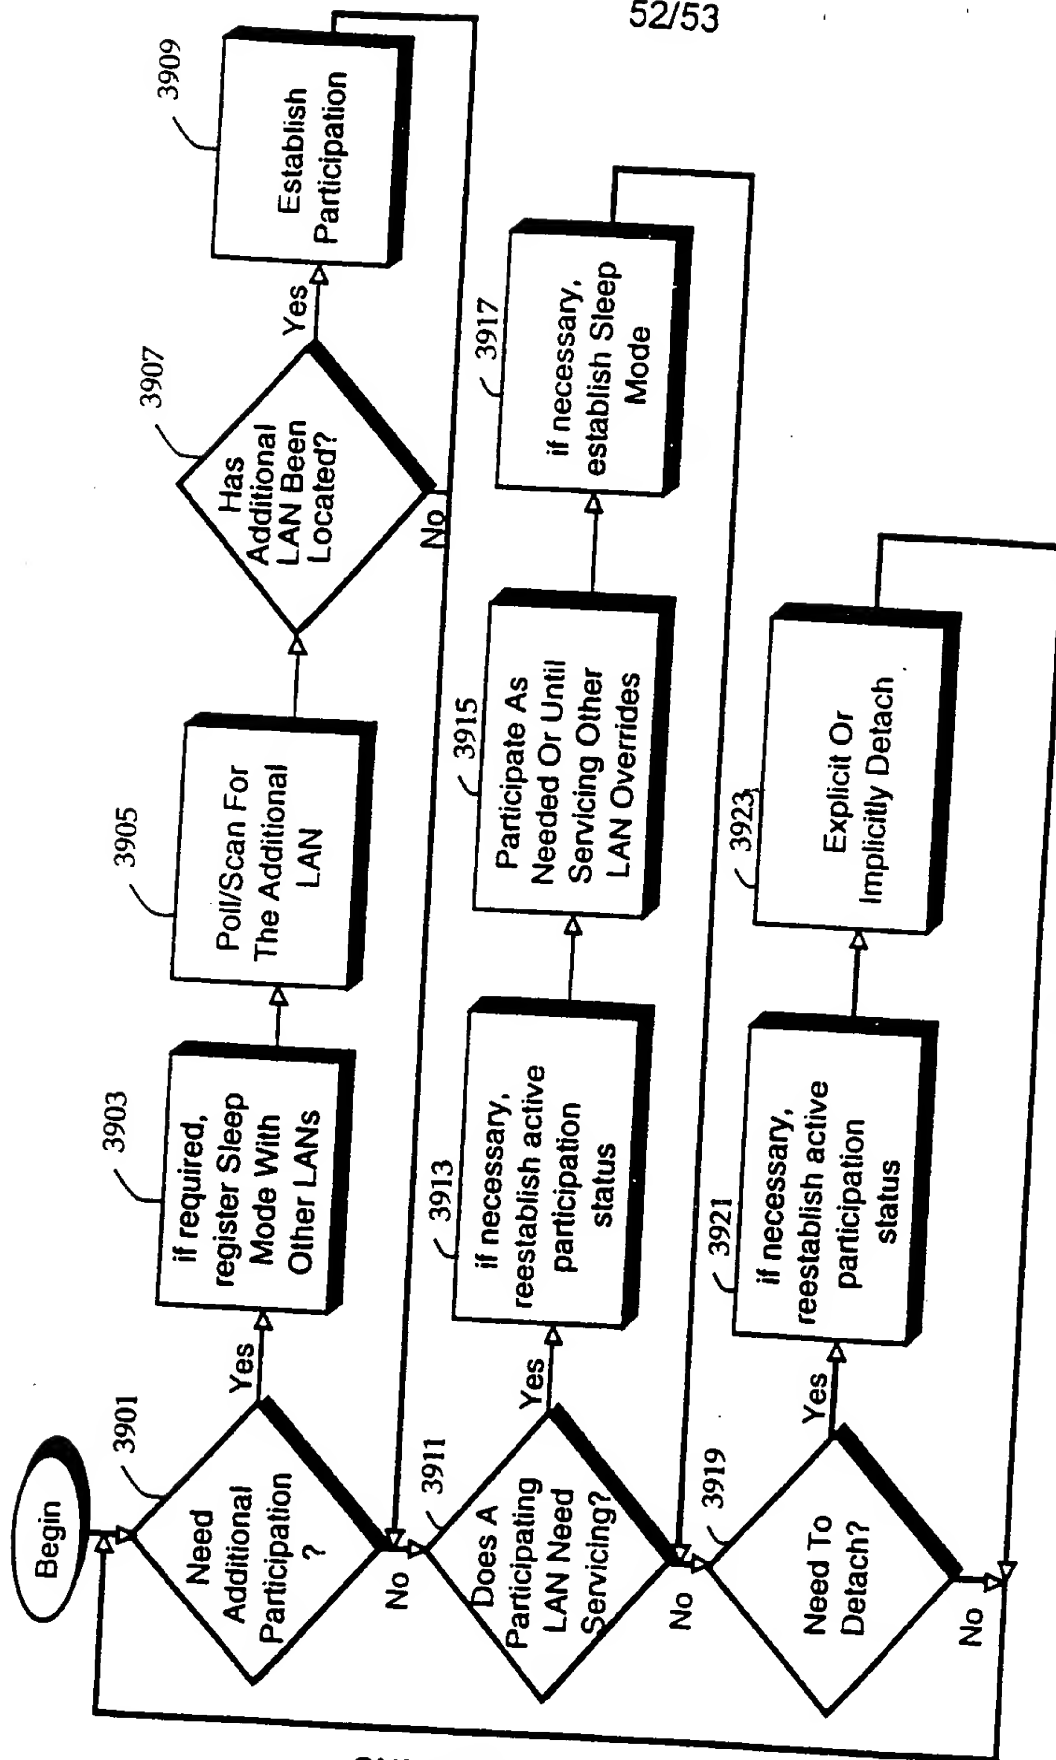 52/53
Begin
3901
Need
Additional
Participation
?
Yes
No
3903
if required,
register Sleep
Mode With
Other LANs
3905
Poll/Scan For
The Additional
LAN
3907
Has
Additional
LAN Been
Located?
Yes
No
3909
Establish
Participation
3911
Does A
Participating
LAN Need
Servicing?
Yes
No
3913
if necessary,
reestablish active
participation
status
3915
Participate As
Needed Or Until
Servicing Other
LAN Overrides
3917
if necessary,
establish Sleep
Mode
3919
Need To
Detach?
Yes
No
3921
if necessary,
reestablish active
participation
status
3923
Explicit Or
Implicitly Detach